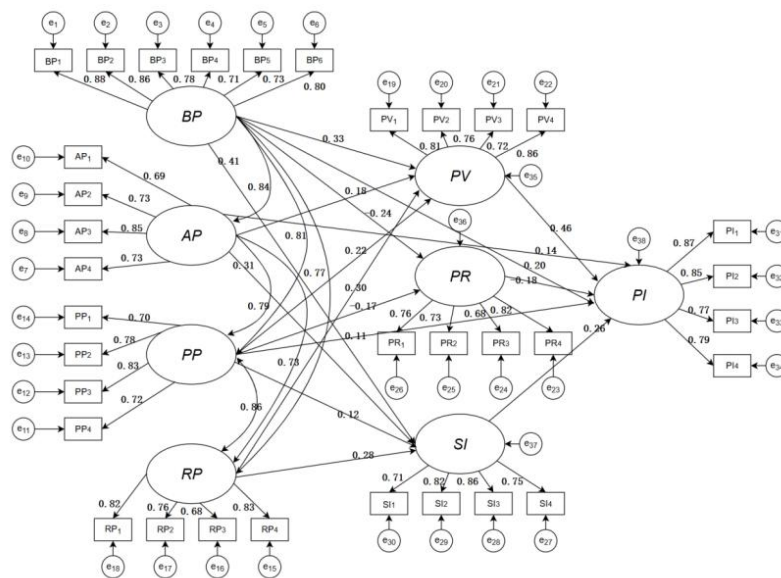 e1 e2 e3 e4 e5 e6
BP1 BP2 BP3 BP4 BP5 BP6
0.88 0.86 0.78 0.71 0.73 0.80
BP
e19 e20 e21 e22
PV1 PV2 PV3 PV4
0.81 0.76 0.72 0.86
PV
e35
0.33
0.41
0.84
0.18
-0.24
e10 AP1
e9 AP2
e8 AP3
e7 AP4
0.69
0.73
0.85
0.73
AP
0.81
0.22
0.77
0.31
0.79
0.30
-0.17
0.11
0.73
e36
PR
0.46
0.14
0.20
-0.18
0.68
0.26
0.76 0.73 0.82
PR1 PR2 PR3 PR4
e26 e25 e24 e23
e38
PI
0.87
0.85
0.77
0.79
PI1
PI2
PI3
PI4
e14 PP1
e13 PP2
e12 PP3
e11 PP4
0.70
0.78
0.83
0.72
PP
0.86
0.12
0.28
RP
0.82 0.76 0.68 0.83
RP1 RP2 RP3 RP4
e18 e17 e16 e15
SI
e37
0.71 0.82 0.86 0.75
SI1 SI2 SI3 SI4
e30 e29 e28 e27